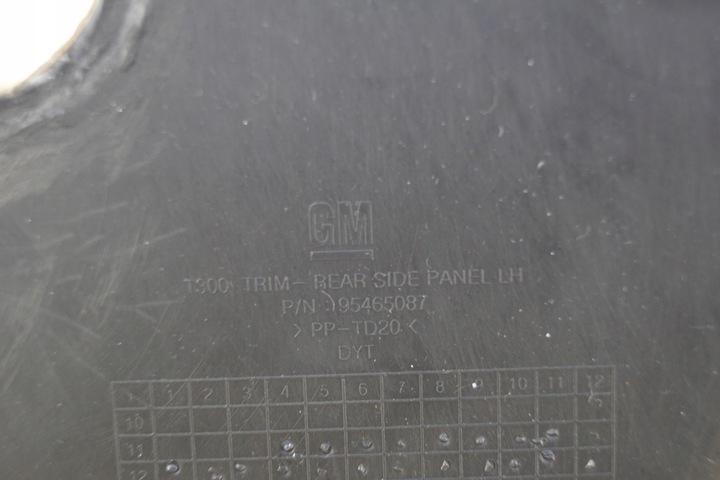 GM
T300 TRIM- REAR SIDE PANEL LH
P/N 95465087
>PP-TD20<
DYT
1 2 3 4 5 6 7 8 9 10 11 12
10
11
12